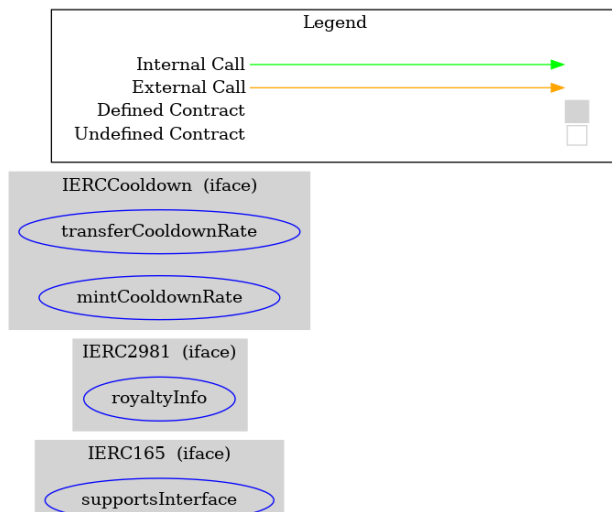 Legend
Internal Call
External Call
Defined Contract
Undefined Contract
IERCCooldown (iface)
transferCooldownRate
mintCooldownRate
IERC2981 (iface)
royaltyInfo
IERC165 (iface)
supportsInterface